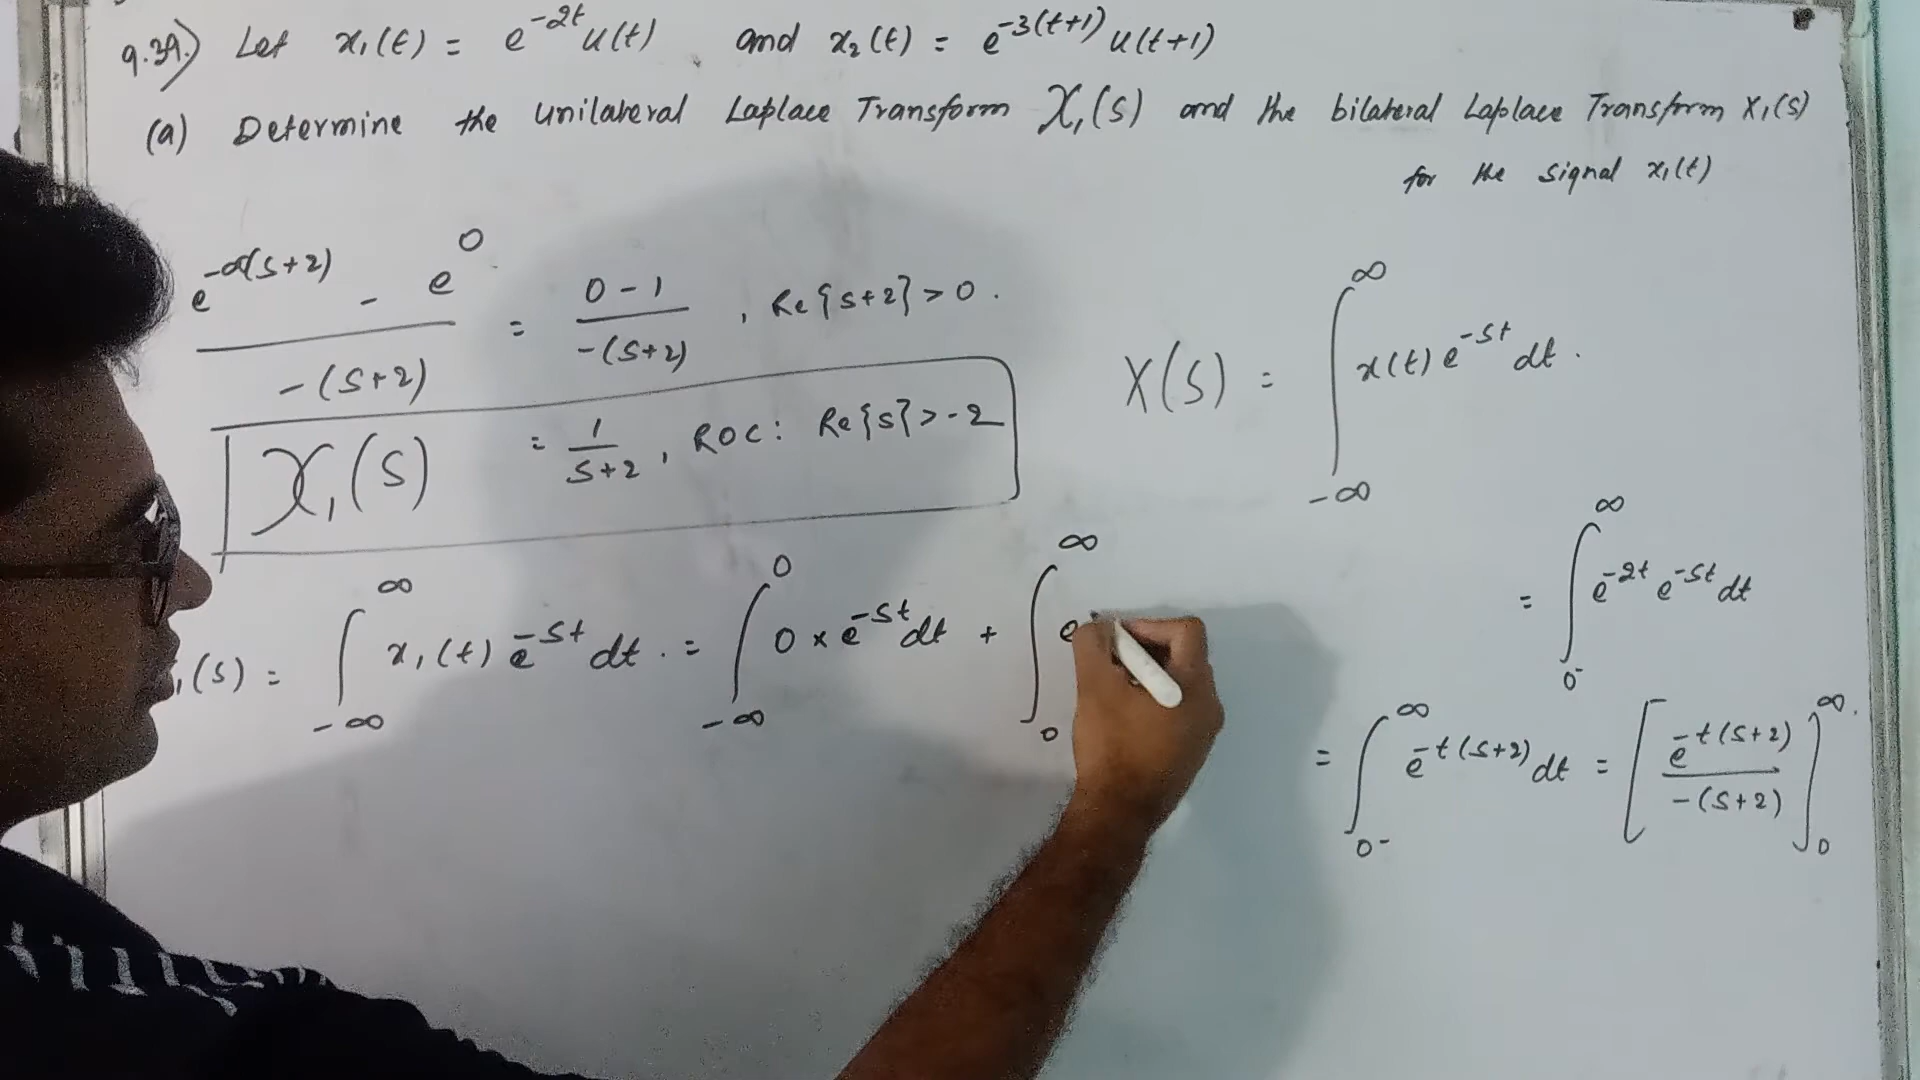 9.39.) Let x₁(t) = e^{-2t} u(t) and x₂(t) = e^{-3(t+1)} u(t+1)
(a) Determine the Unilateral Laplace Transform 𝒳₁(s) and the bilateral Laplace Transform X₁(s)
for the signal x₁(t)
(e^{-∞(s+2)} - e^0) / -(s+2) = (0-1) / -(s+2) , Re{s+2} > 0.
𝒳₁(s) = 1/(s+2) , ROC: Re{s} > -2
X(s) = ∫_{-∞}^{∞} x(t) e^{-st} dt.
= ∫_{0^-}^{∞} e^{-2t} e^{-st} dt
= ∫_{0^-}^{∞} e^{-t(s+2)} dt = [e^{-t(s+2)} / -(s+2)]_0^∞.
₁(s) = ∫_{-∞}^{∞} x₁(t) e^{-st} dt. = ∫_{-∞}^{0} 0 × e^{-st} dt + ∫_0^∞ e